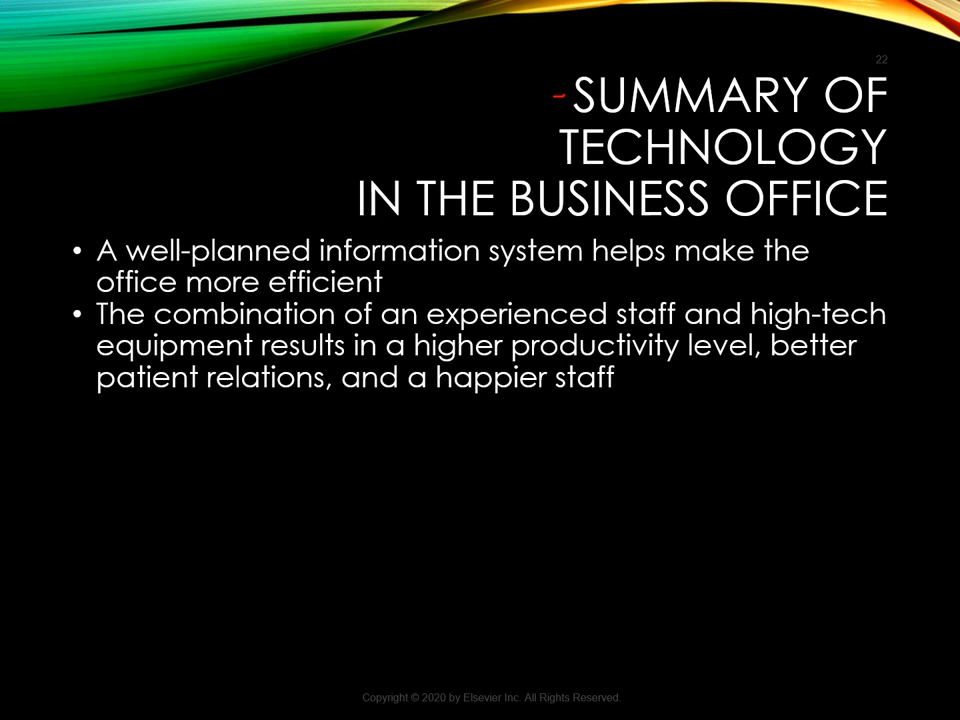 22
-SUMMARY OF
TECHNOLOGY
IN THE BUSINESS OFFICE
• A well-planned information system helps make the
office more efficient
• The combination of an experienced staff and high-tech
equipment results in a higher productivity level, better
patient relations, and a happier staff
Copyright © 2020 by Elsevier Inc. All Rights Reserved.